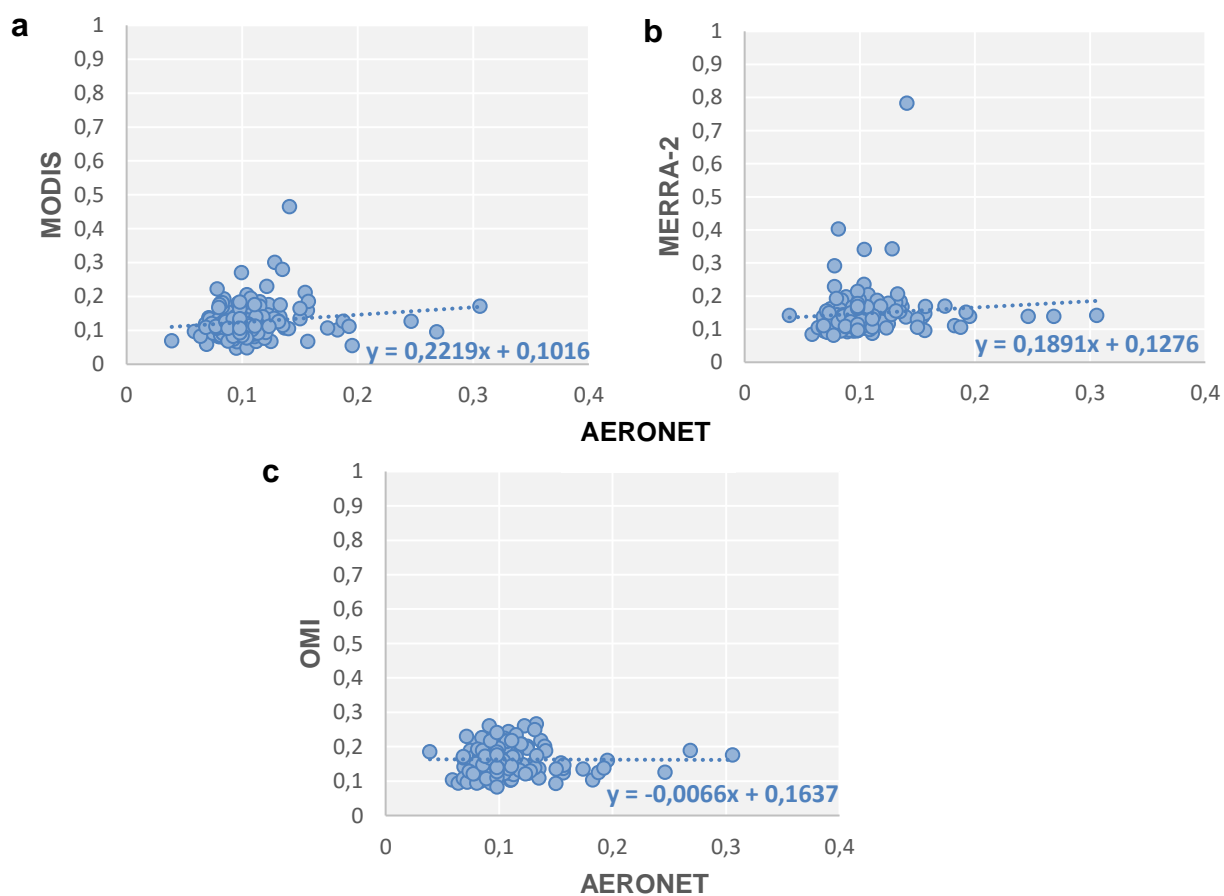 a
1
0,9
0,8
0,7
0,6
0,5
0,4
0,3
0,2
0,1
0
MODIS
y = 0,2219x + 0,1016
0 0,1 0,2 0,3 0,4
b
1
0,9
0,8
0,7
0,6
0,5
0,4
0,3
0,2
0,1
0
MERRA-2
y = 0,1891x + 0,1276
0 0,1 0,2 0,3 0,4
AERONET
c
1
0,9
0,8
0,7
0,6
0,5
0,4
0,3
0,2
0,1
0
OMI
y = -0,0066x + 0,1637
0 0,1 0,2 0,3 0,4
AERONET